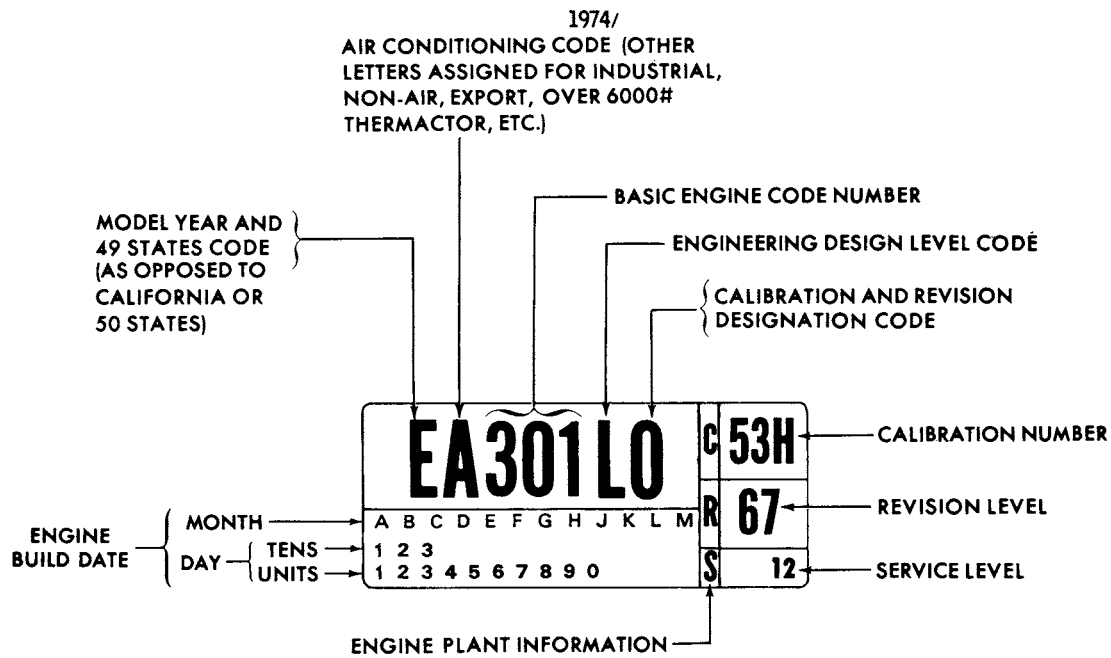 1974/
AIR CONDITIONING CODE (OTHER
LETTERS ASSIGNED FOR INDUSTRIAL,
NON-AIR, EXPORT, OVER 6000#
THERMACTOR, ETC.)
BASIC ENGINE CODE NUMBER
MODEL YEAR AND
49 STATES CODE
(AS OPPOSED TO
CALIFORNIA OR
50 STATES)
ENGINEERING DESIGN LEVEL CODE
CALIBRATION AND REVISION
DESIGNATION CODE
EA301LO
C 53H
CALIBRATION NUMBER
R 67
REVISION LEVEL
S 12
SERVICE LEVEL
ENGINE
BUILD DATE
MONTH
A B C D E F G H J K L M
DAY
TENS
1 2 3
UNITS
1 2 3 4 5 6 7 8 9 0
ENGINE PLANT INFORMATION